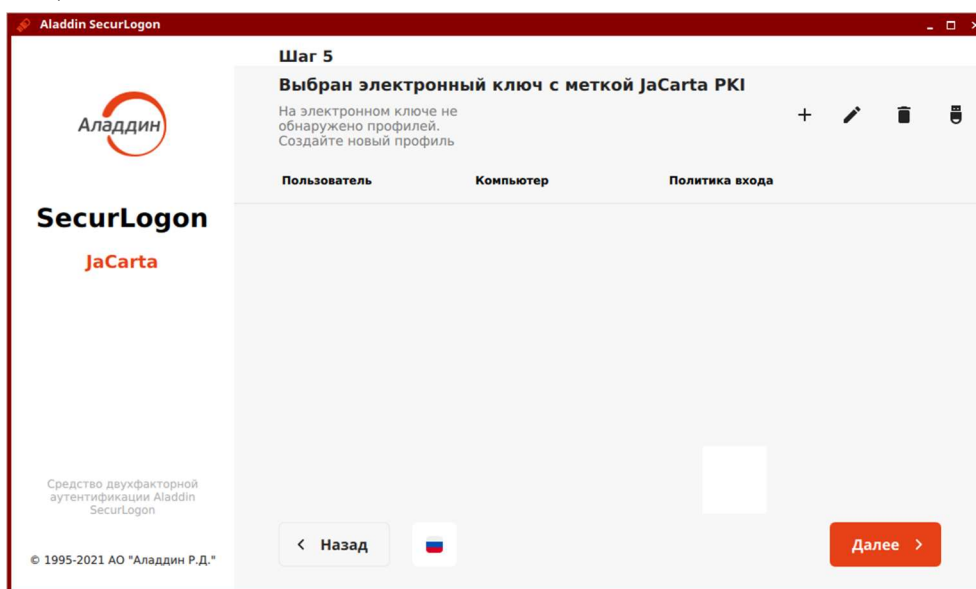 Aladdin SecurLogon
Шаг 5
Выбран электронный ключ с меткой JaCarta PKI
На электронном ключе не
обнаружено профилей.
Создайте новый профиль
Пользователь Компьютер Политика входа
Аладдин
SecurLogon
JaCarta
Средство двухфакторной
аутентификации Aladdin
SecurLogon
© 1995-2021 АО "Аладдин Р.Д."
Назад
Далее